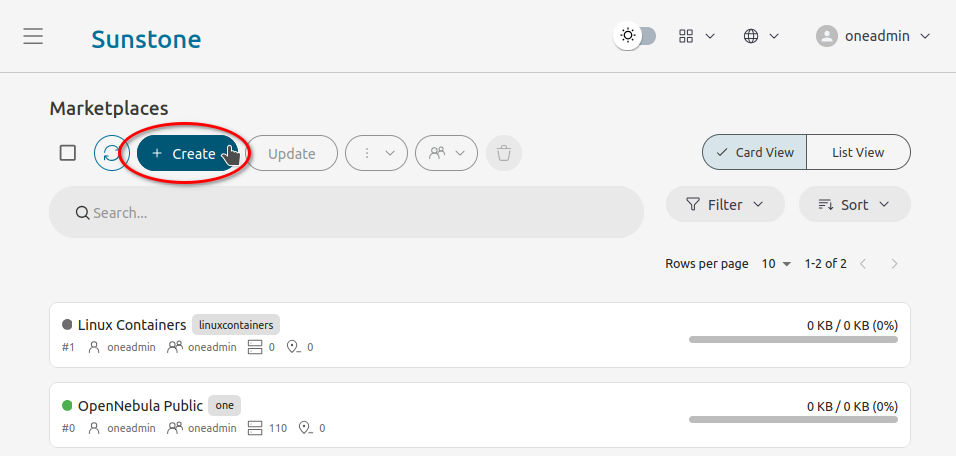 Sunstone
oneadmin
Marketplaces
+ Create
Update
Card View
List View
Search...
Filter
Sort
Rows per page 10 1-2 of 2
Linux Containers linuxcontainers
0 KB / 0 KB (0%)
#1 oneadmin oneadmin 0 0
OpenNebula Public one
0 KB / 0 KB (0%)
#0 oneadmin oneadmin 110 0